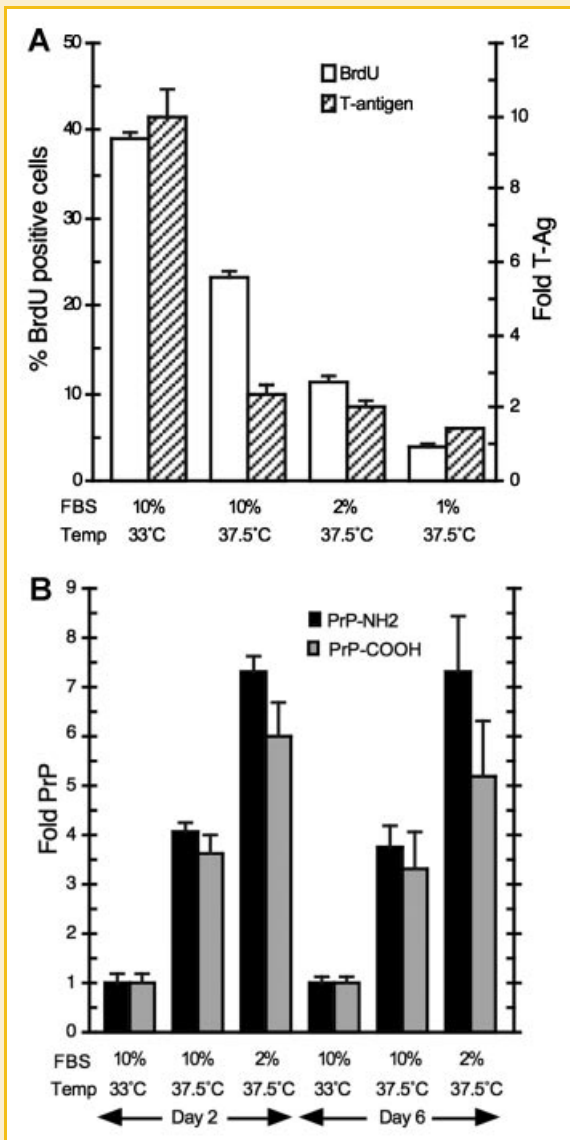 A
50
40
30
20
10
0
% BrdU positive cells
BrdU
T-antigen
12
10
8
6
4
2
0
Fold T-Ag
FBS 10% 10% 2% 1%
Temp 33°C 37.5°C 37.5°C 37.5°C
B
9
8
7
6
5
4
3
2
1
0
Fold PrP
PrP-NH2
PrP-COOH
FBS 10% 10% 2% 10% 10% 2%
Temp 33°C 37.5°C 37.5°C 33°C 37.5°C 37.5°C
Day 2 Day 6